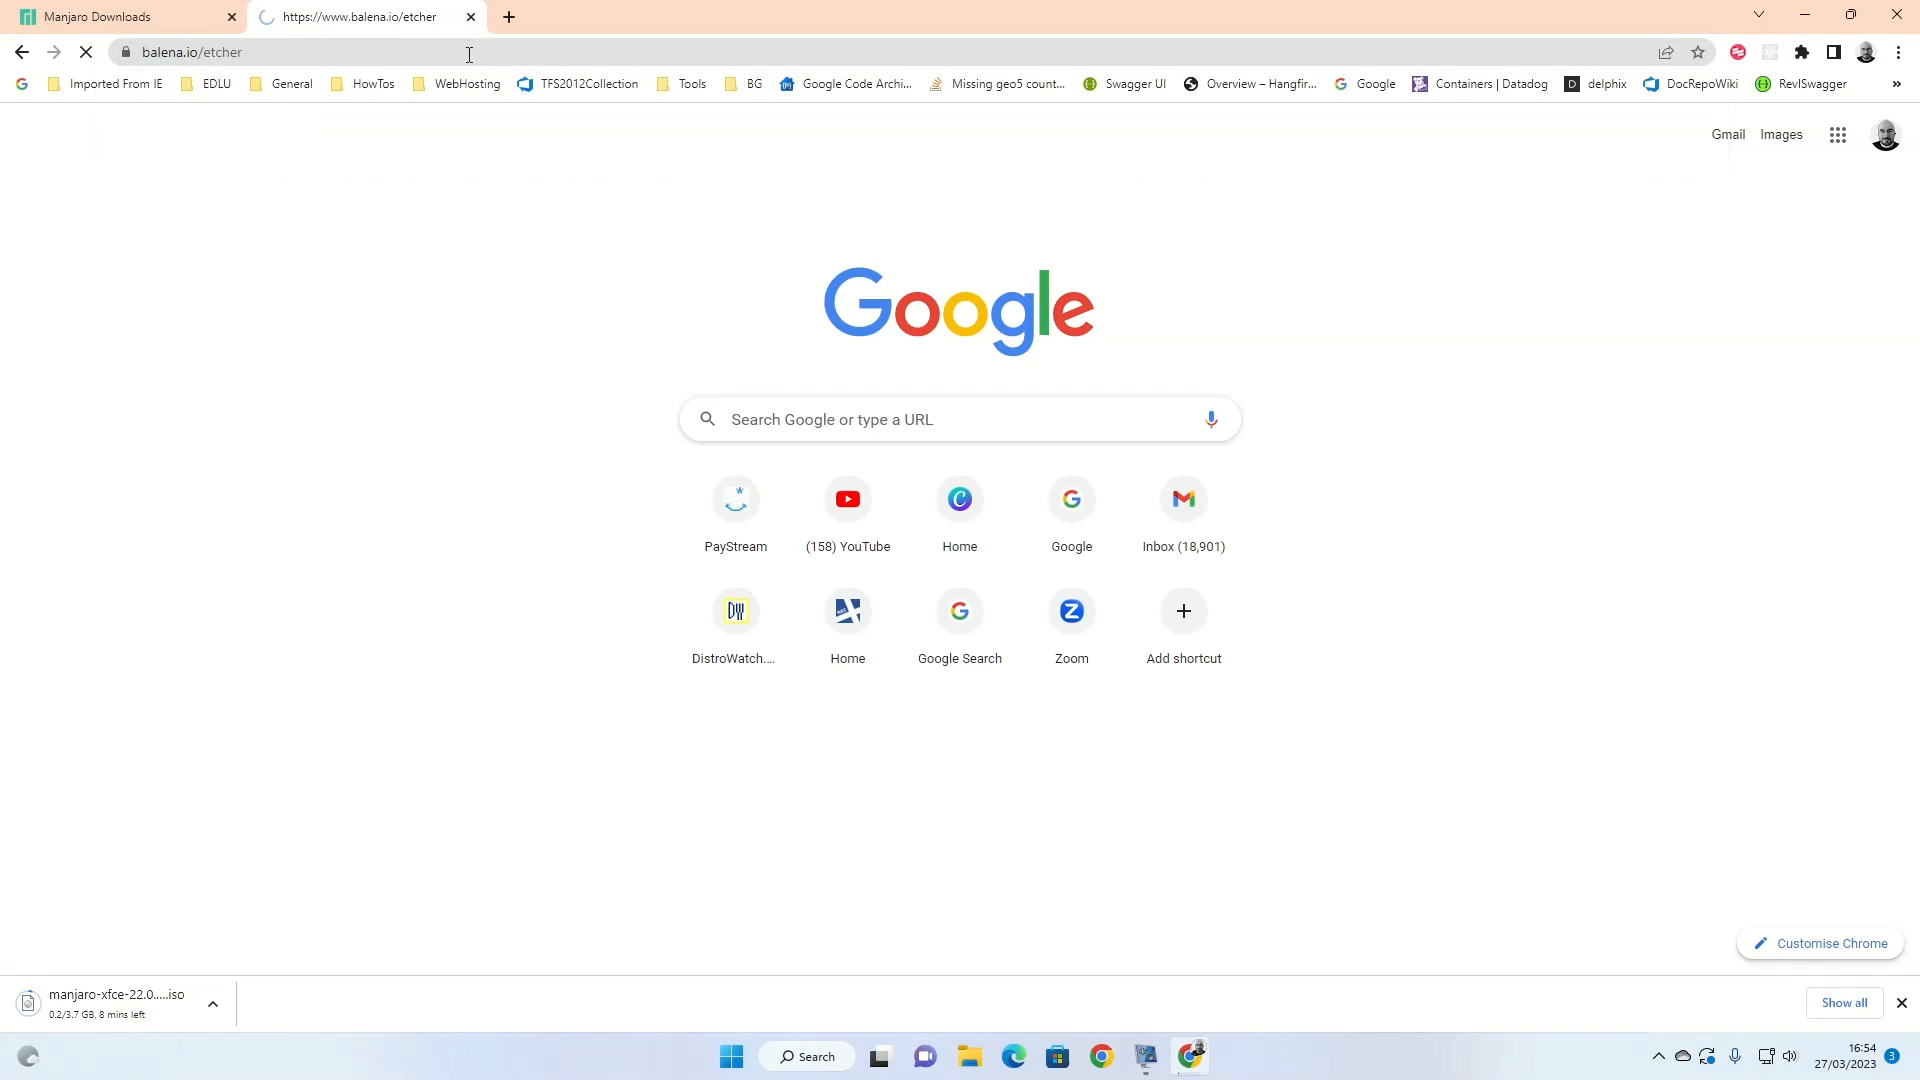 Manjaro Downloads
https://www.balena.io/etcher
balena.io/etcher
Imported From IE
EDLU
General
HowTos
WebHosting
TFS2012Collection
Tools
BG
Google Code Archi...
Missing geo5 count...
Swagger UI
Overview – Hangfir...
Google
Containers | Datadog
D
delphix
DocRepoWiki
RevlSwagger
»
Gmail
Images
Google
Search Google or type a URL
PayStream
(158) YouTube
Home
Google
Inbox (18,901)
DW
DistroWatch....
Home
Google Search
Zoom
Add shortcut
Customise Chrome
manjaro-xfce-22.0.....iso
0.2/3.7 GB, 8 mins left
Show all
Search
16:54
27/03/2023
3